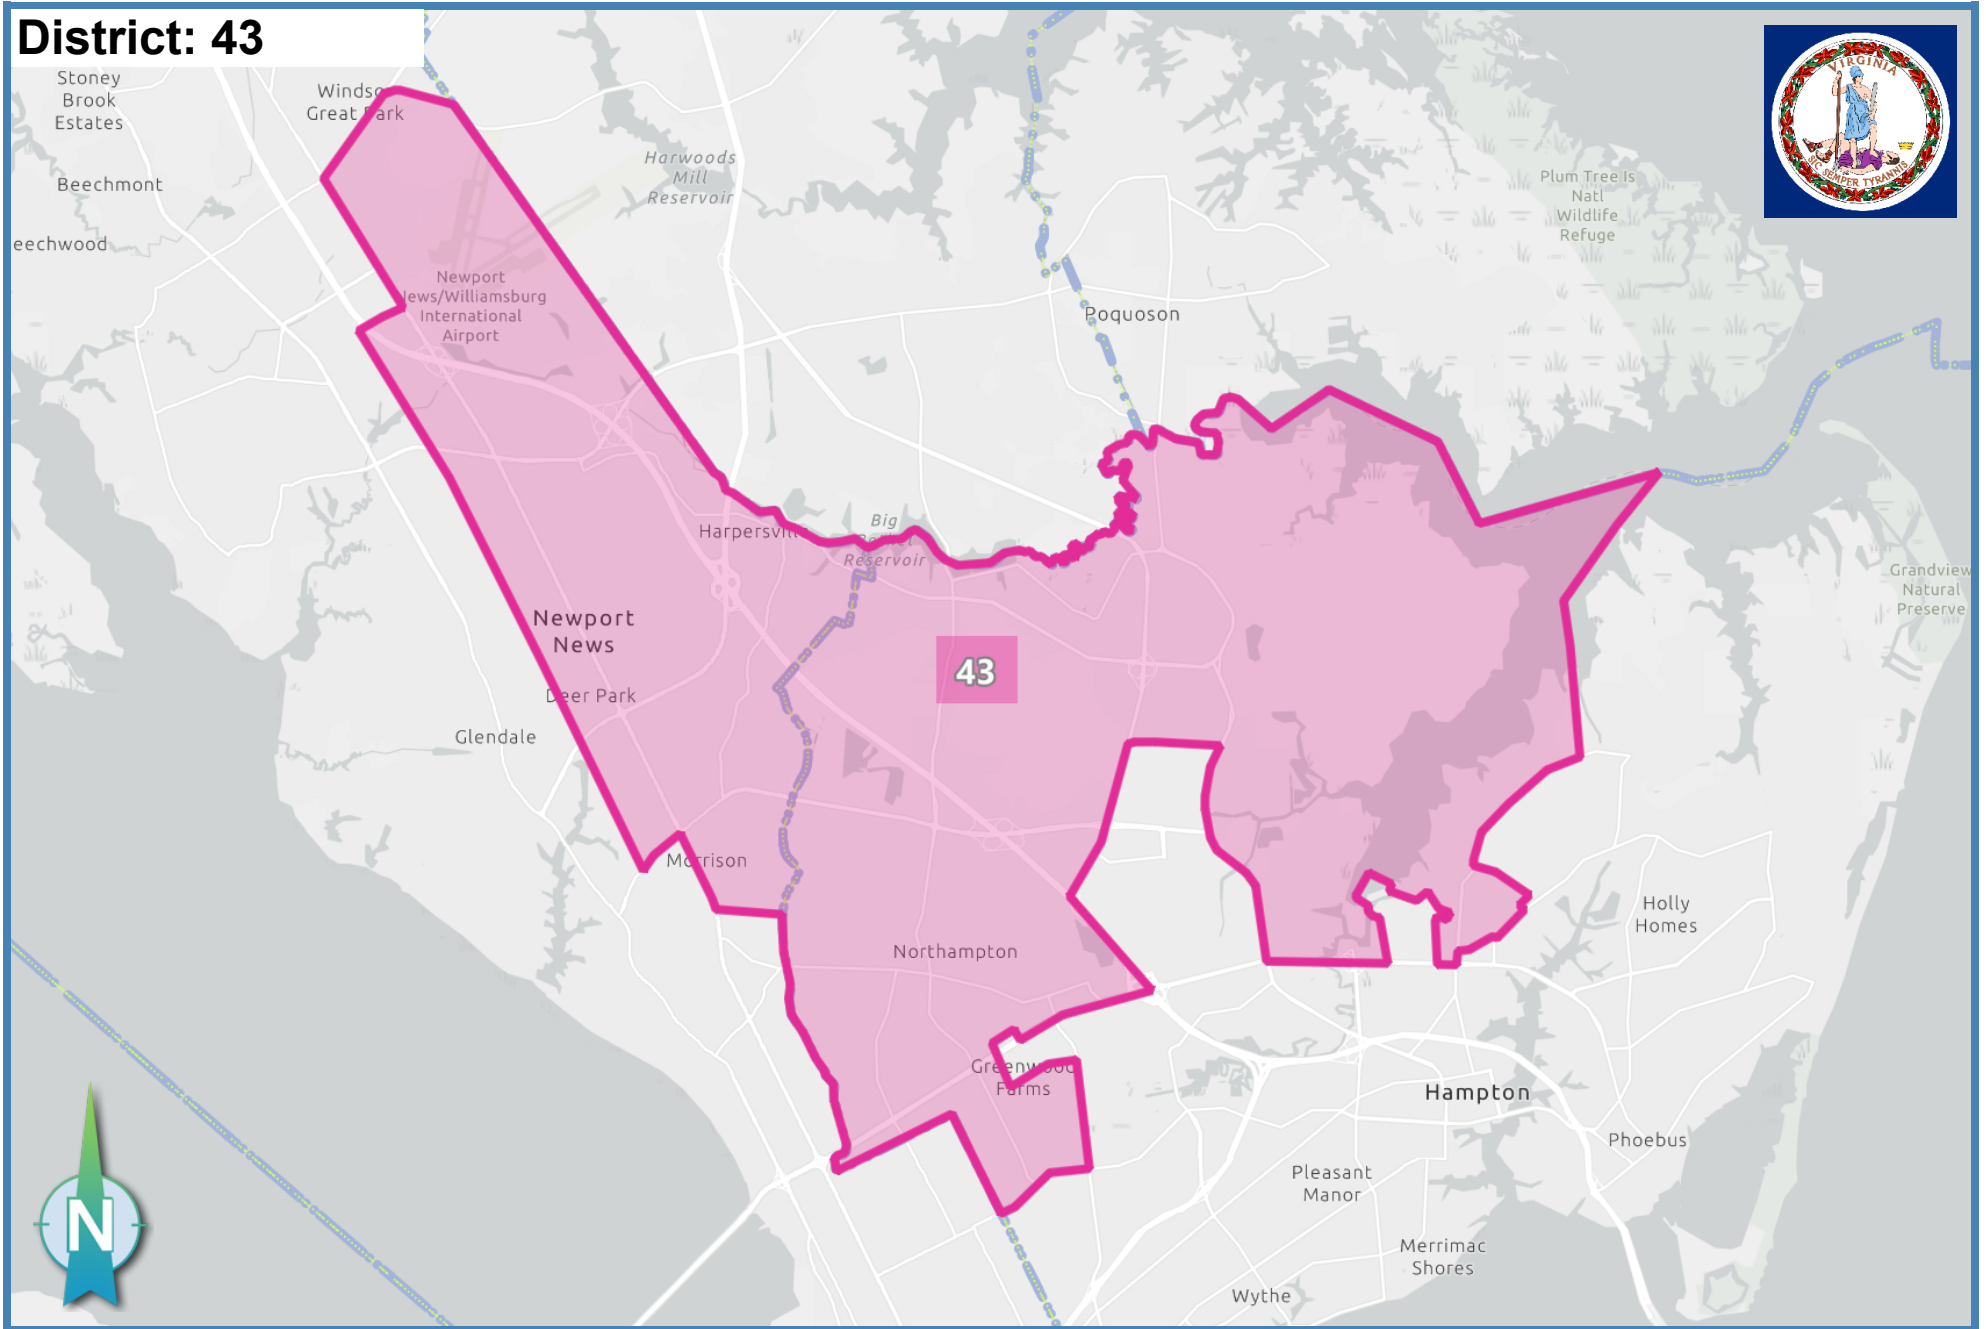 District: 43
Stoney
Brook
Estates
Windso
Great Park
VIRGINIA
SIC SEMPER TYRANNIS
Harwoods
Mill
Reservoir
Beechmont
Plum Tree Is
Natl
Wildlife
Refuge
eechwood
Newport
News/Williamsburg
International
Airport
Poquoson
Harpersville
Big
Bethel
Reservoir
Grandview
Natural
Preserve
Newport
News
43
Deer Park
Glendale
Morrison
Holly
Homes
Northampton
Greenwood
Farms
Hampton
Phoebus
Pleasant
Manor
N
Merrimac
Shores
Wythe